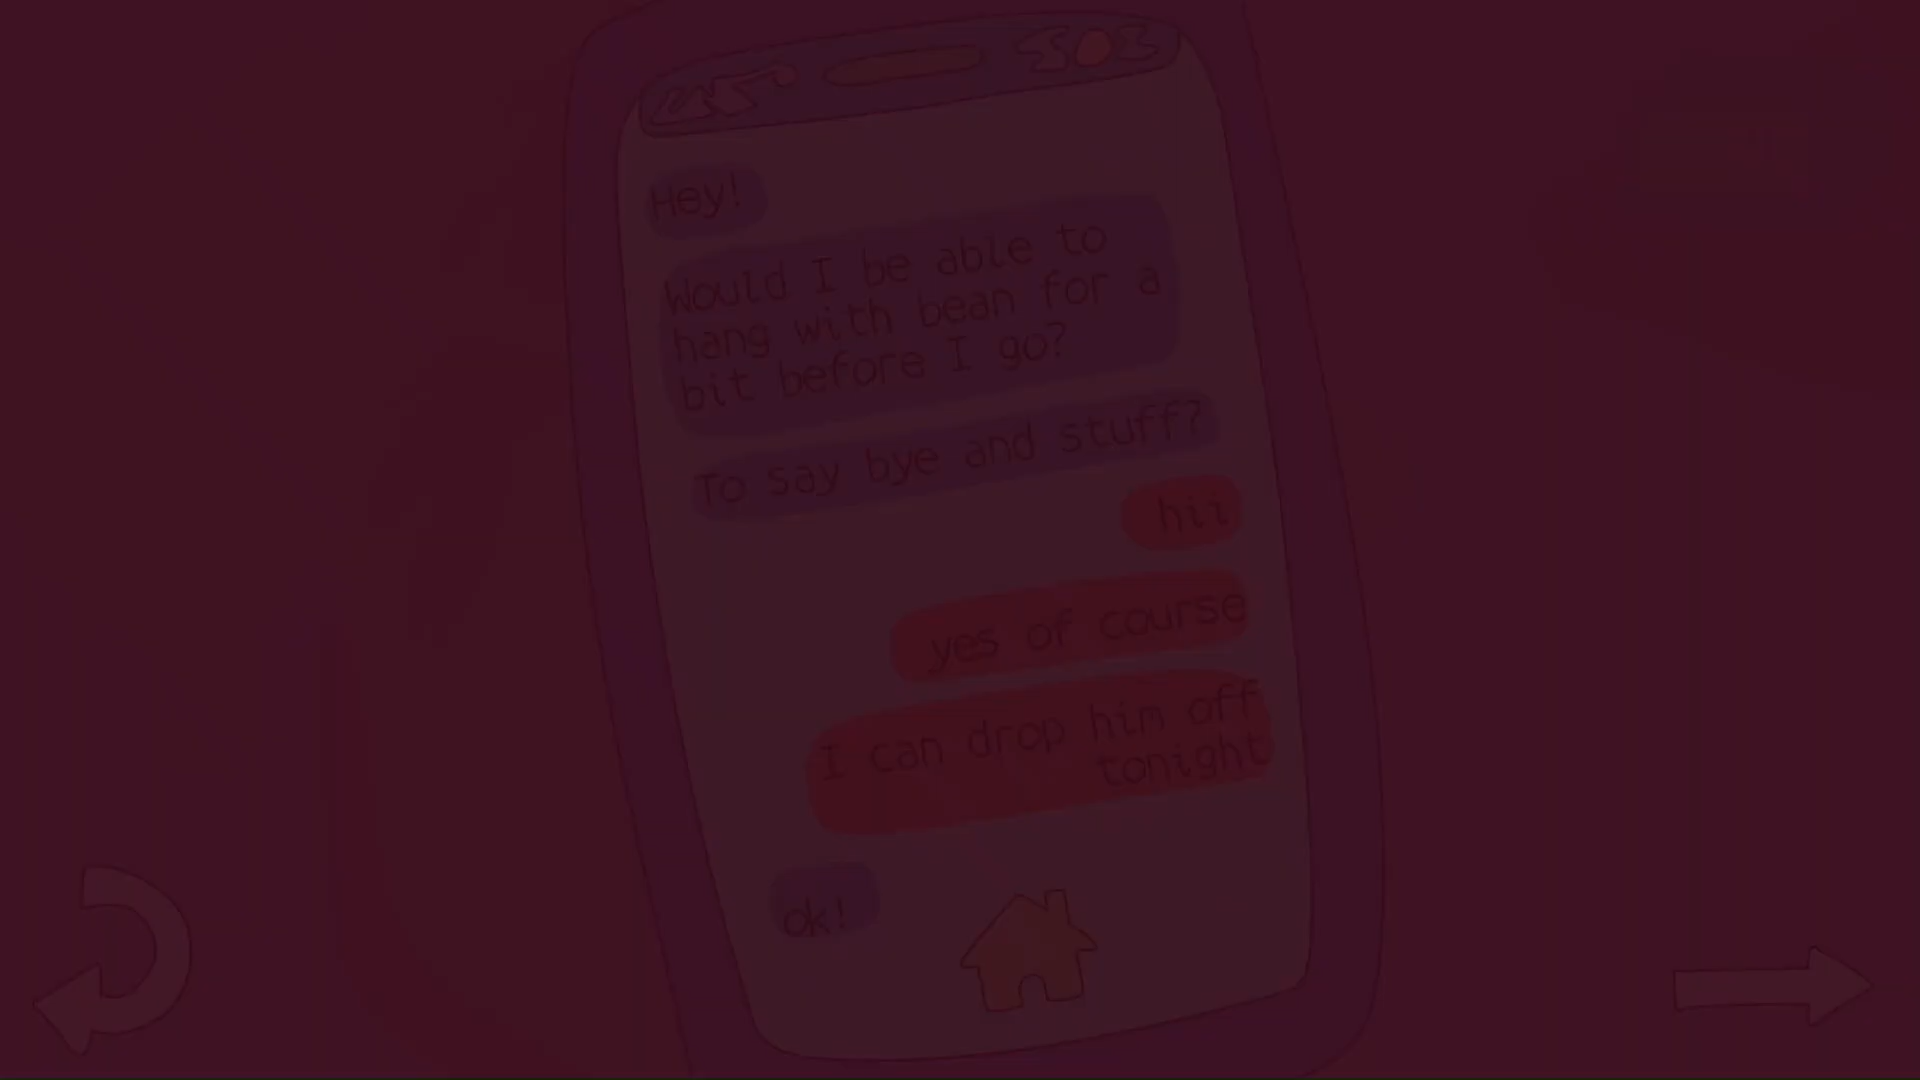 Hey!
Would I be able to
hang with bean for a
bit before I go?
To say bye and stuff?
hii
yes of course
I can drop him off
tonight
ok!